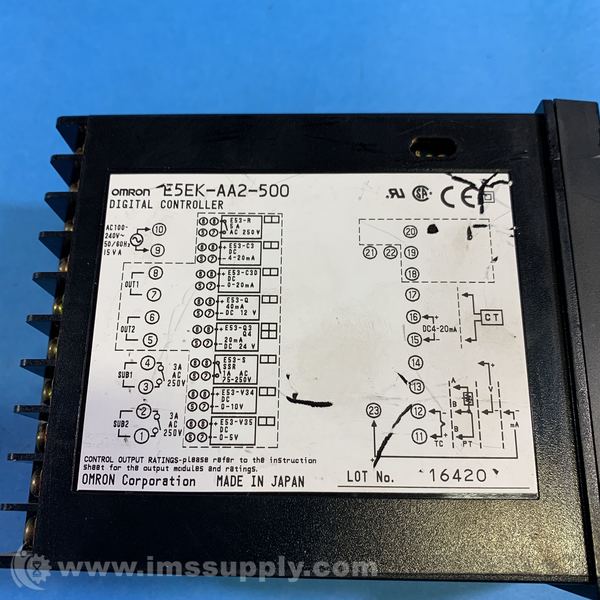 OMRON E5EK-AA2-500
DIGITAL CONTROLLER
CE
AC100-
240V~
50/60Hz
15VA
10
9
8
OUT1
7
6
OUT2
5
4
SUB1
3
3A
AC
250V
2
SUB2
1
3A
AC
250V
E53-R
5A
AC 250V
E53-C3
DC
4-20mA
E53-C3D
DC
0-20mA
E53-Q
40mA
DC 12 V
E53-Q3
Q4
20mA
DC 24 V
E53-S
SSR
1A AC
75-250V
E53-V34
DC
0-10V
E53-V35
DC
0-5V
20
21 22 19
18
17
16
DC4-20mA
15
CT
14
13
23 12
11
TC
A
B
B
PT
mA
CONTROL OUTPUT RATINGS-please refer to the instruction
sheet for the output modules and ratings.
OMRON Corporation MADE IN JAPAN
LOT No. 16420
© www.imssupply.com